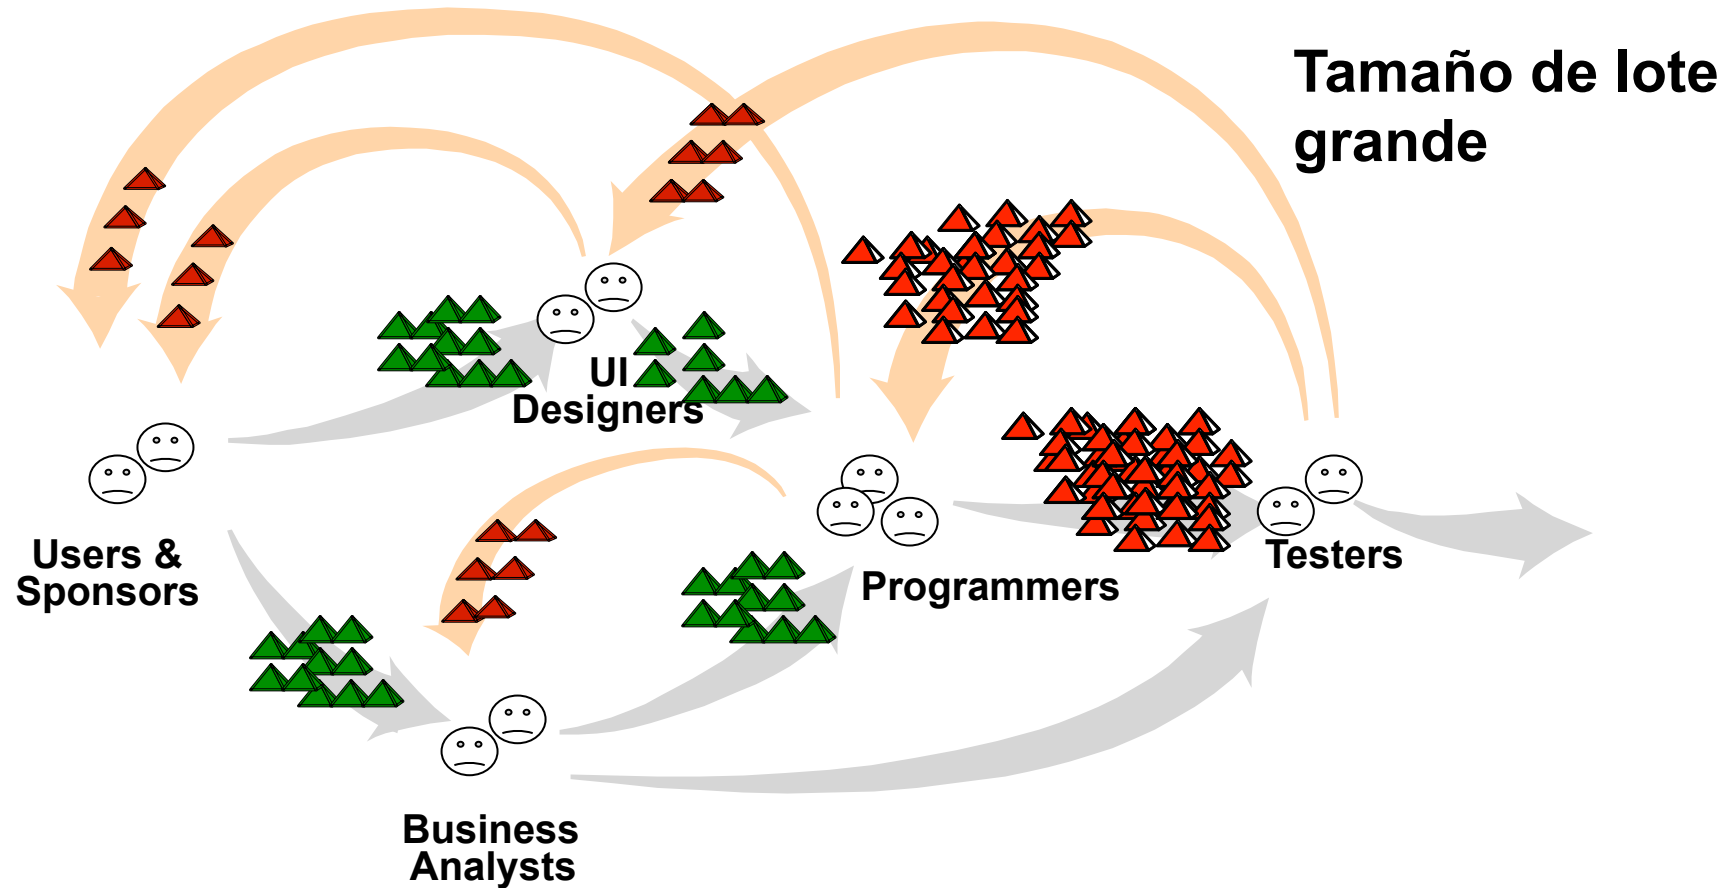 Tamaño de lote
grande
UI
Designers
Users &
Sponsors
Programmers
Testers
Business
Analysts